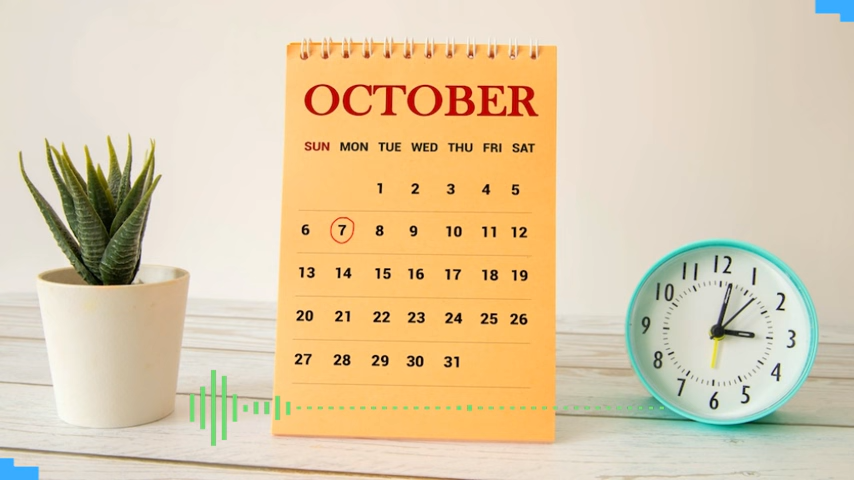 OCTOBER
SUN MON TUE WED THU FRI SAT
1 2 3 4 5
6 7 8 9 10 11 12
13 14 15 16 17 18 19
20 21 22 23 24 25 26
27 28 29 30 31
12
11 1
10 2
9 3
8 4
7 5
6